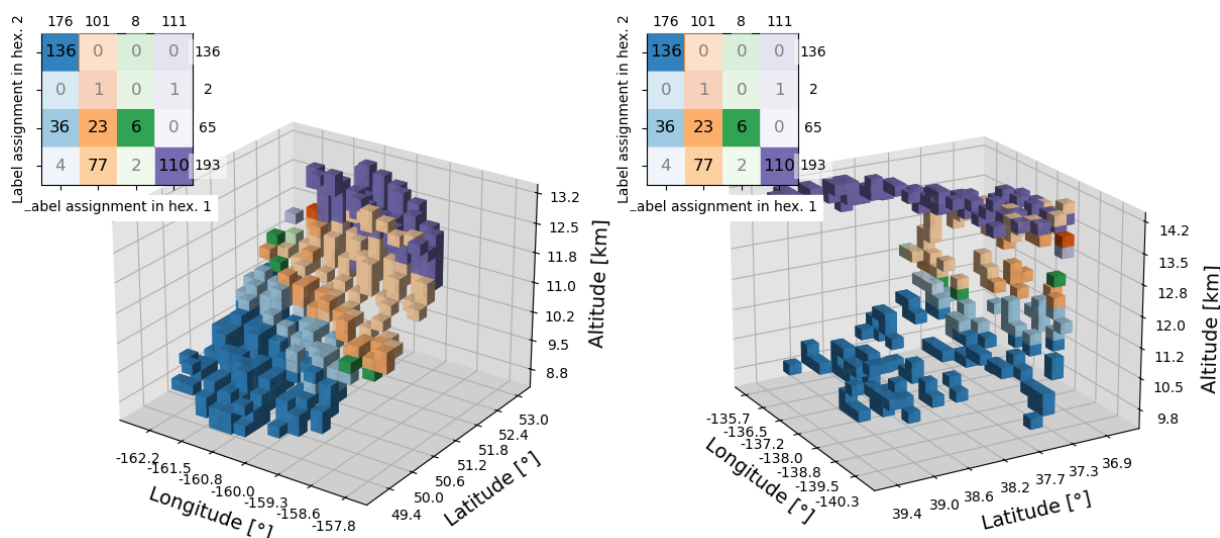 176 101 8 111
Label assignment in hex. 2
136 0 0 0 136
0 1 0 1 2
36 23 6 0 65
4 77 2 110 193
Label assignment in hex. 1
13.2
12.5
11.8
11.0
10.2
9.5
8.8
Altitude [km]
-162.2
-161.5
-160.8
-160.0
-159.3
-158.6
-157.8
Longitude [°]
53.0
52.4
51.8
51.2
50.6
50.0
49.4
Latitude [°]
176 101 8 111
Label assignment in hex. 2
136 0 0 0 136
0 1 0 1 2
36 23 6 0 65
4 77 2 110 193
Label assignment in hex. 1
14.2
13.5
12.8
12.0
11.2
10.5
9.8
Altitude [km]
-135.7
-136.5
-137.2
-138.0
-138.8
-139.5
-140.3
Longitude [°]
36.9
37.3
37.7
38.2
38.6
39.0
39.4
Latitude [°]